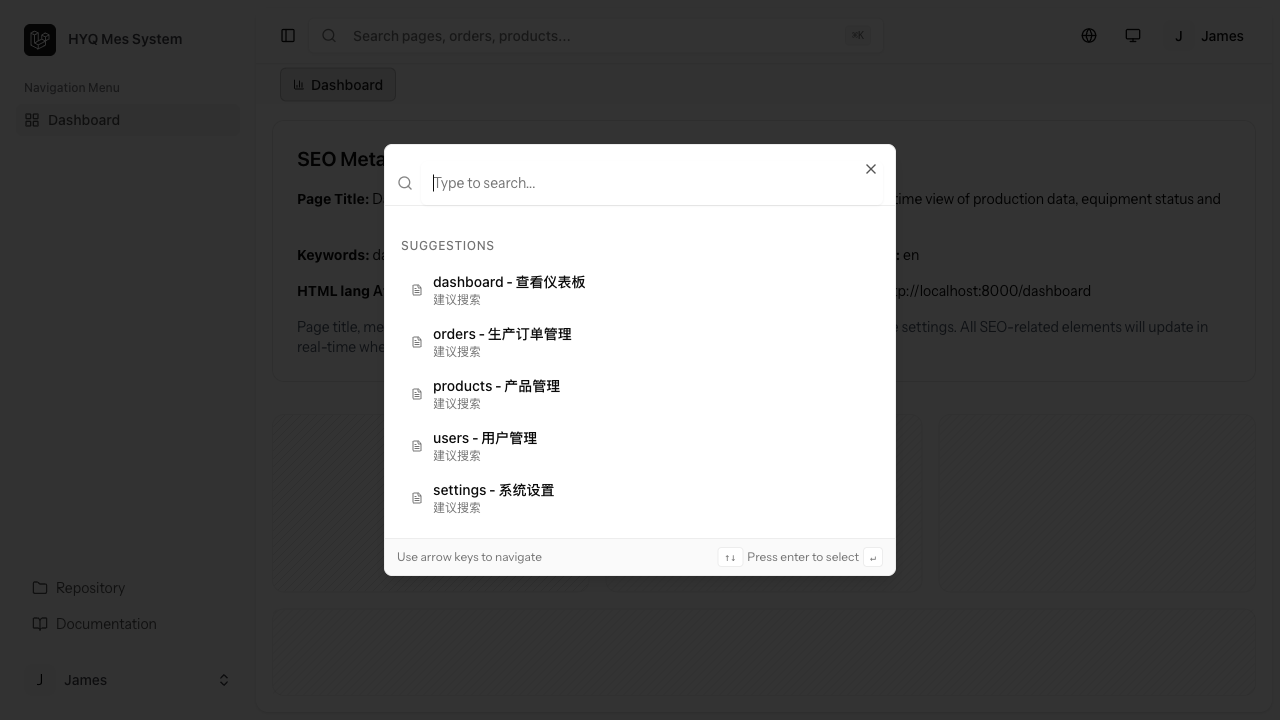 HYQ Mes System
Navigation Menu
Dashboard
Repository
Documentation
J James
Search pages, orders, products... ⌘K
J James
Dashboard
SEO Meta
Page Title: D
time view of production data, equipment status and
Keywords: da
: en
HTML lang A
tp://localhost:8000/dashboard
Page title, me
e settings. All SEO-related elements will update in
real-time whe
Type to search...
SUGGESTIONS
dashboard - 查看仪表板
建议搜索
orders - 生产订单管理
建议搜索
products - 产品管理
建议搜索
users - 用户管理
建议搜索
settings - 系统设置
建议搜索
Use arrow keys to navigate
↑↓ Press enter to select ↵